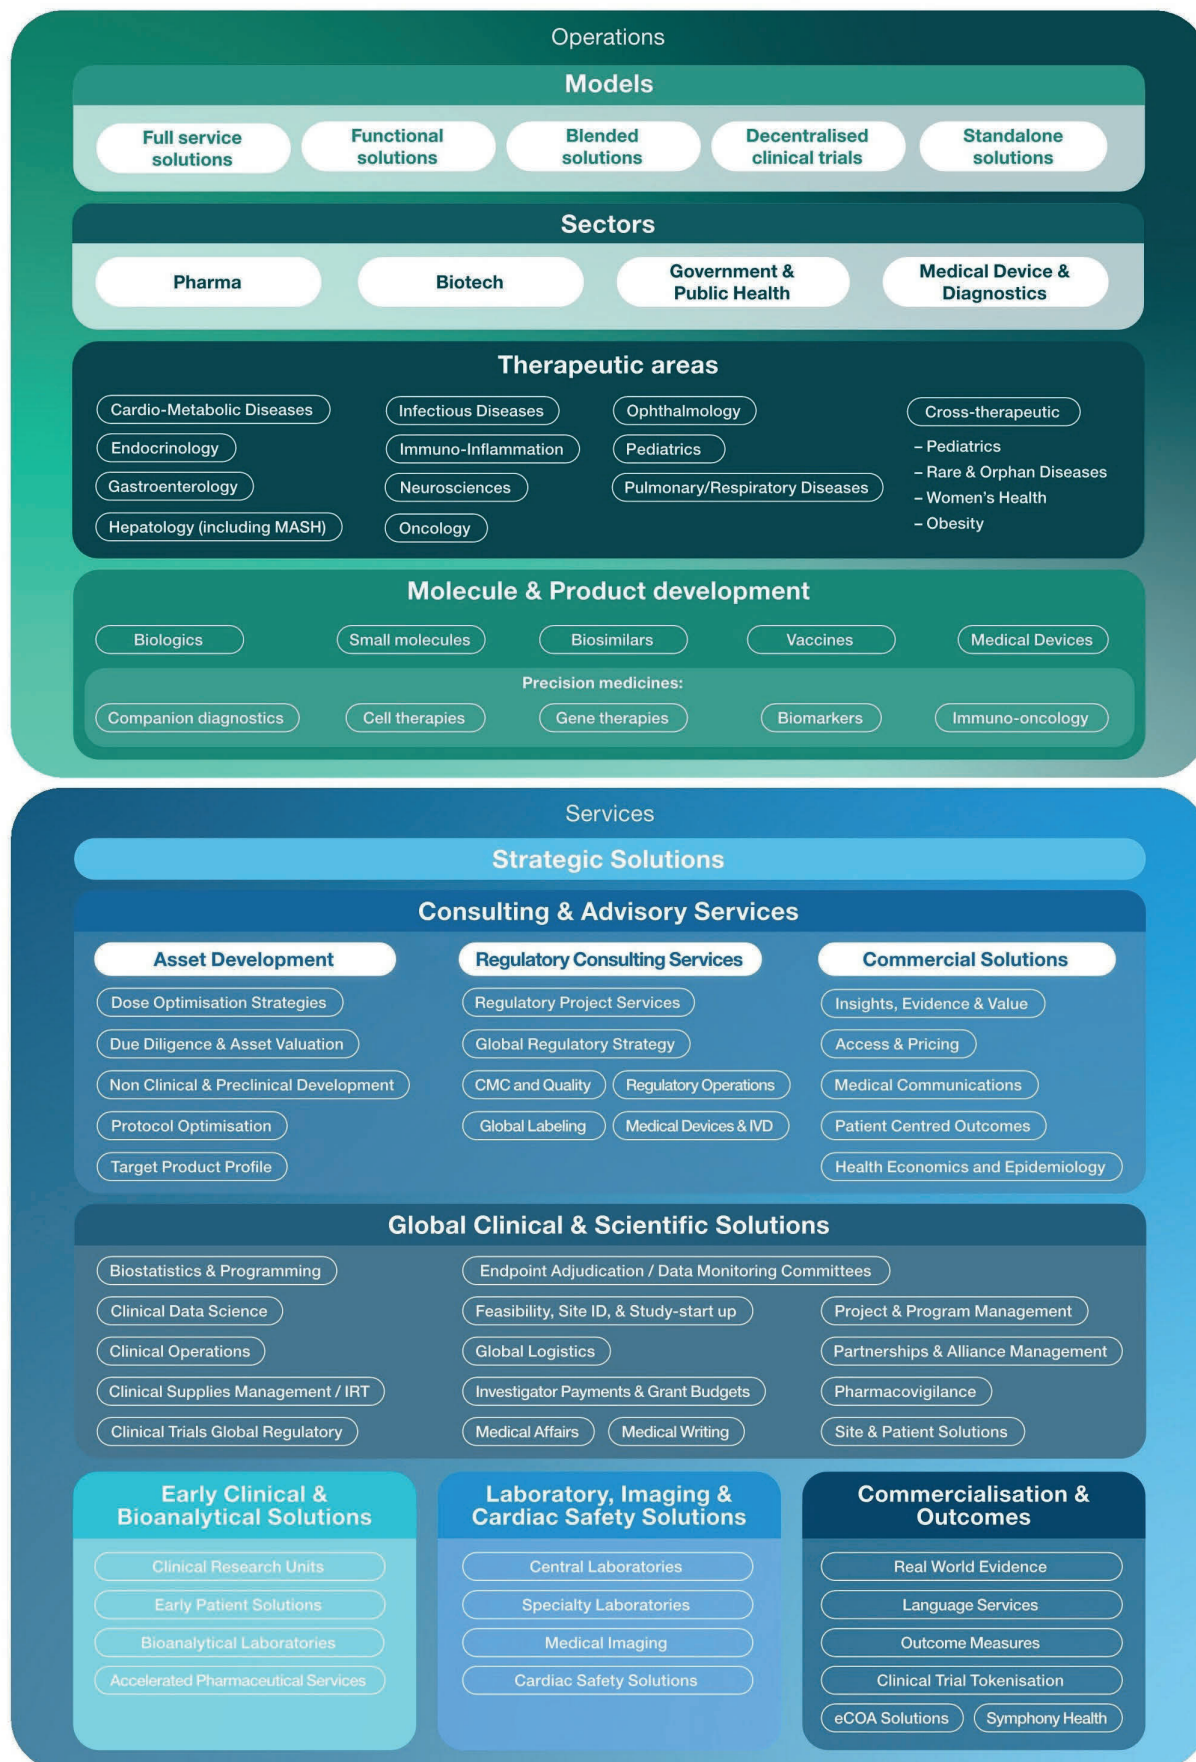 Operations
Models
Full service
solutions
Functional
solutions
Blended
solutions
Decentralised
clinical trials
Standalone
solutions
Sectors
Pharma
Biotech
Government &
Public Health
Medical Device &
Diagnostics
Therapeutic areas
Cardio-Metabolic Diseases
Endocrinology
Gastroenterology
Hepatology (including MASH)
Infectious Diseases
Immuno-Inflammation
Neurosciences
Oncology
Ophthalmology
Pediatrics
Pulmonary/Respiratory Diseases
Cross-therapeutic
– Pediatrics
– Rare & Orphan Diseases
– Women's Health
– Obesity
Molecule & Product development
Biologics
Small molecules
Biosimilars
Vaccines
Medical Devices
Precision medicines:
Companion diagnostics
Cell therapies
Gene therapies
Biomarkers
Immuno-oncology
Services
Strategic Solutions
Consulting & Advisory Services
Asset Development
Dose Optimisation Strategies
Due Diligence & Asset Valuation
Non Clinical & Preclinical Development
Protocol Optimisation
Target Product Profile
Regulatory Consulting Services
Regulatory Project Services
Global Regulatory Strategy
CMC and Quality
Regulatory Operations
Global Labeling
Medical Devices & IVD
Commercial Solutions
Insights, Evidence & Value
Access & Pricing
Medical Communications
Patient Centred Outcomes
Health Economics and Epidemiology
Global Clinical & Scientific Solutions
Biostatistics & Programming
Clinical Data Science
Clinical Operations
Clinical Supplies Management / IRT
Clinical Trials Global Regulatory
Endpoint Adjudication / Data Monitoring Committees
Feasibility, Site ID, & Study-start up
Global Logistics
Investigator Payments & Grant Budgets
Medical Affairs
Medical Writing
Project & Program Management
Partnerships & Alliance Management
Pharmacovigilance
Site & Patient Solutions
Early Clinical &
Bioanalytical Solutions
Clinical Research Units
Early Patient Solutions
Bioanalytical Laboratories
Accelerated Pharmaceutical Services
Laboratory, Imaging &
Cardiac Safety Solutions
Central Laboratories
Specialty Laboratories
Medical Imaging
Cardiac Safety Solutions
Commercialisation &
Outcomes
Real World Evidence
Language Services
Outcome Measures
Clinical Trial Tokenisation
eCOA Solutions
Symphony Health